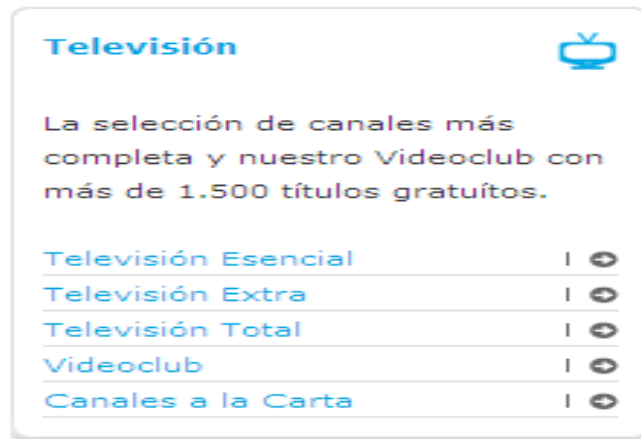 Televisión
La selección de canales más
completa y nuestro Videoclub con
más de 1.500 títulos gratuítos.
Televisión Esencial
Televisión Extra
Televisión Total
Videoclub
Canales a la Carta